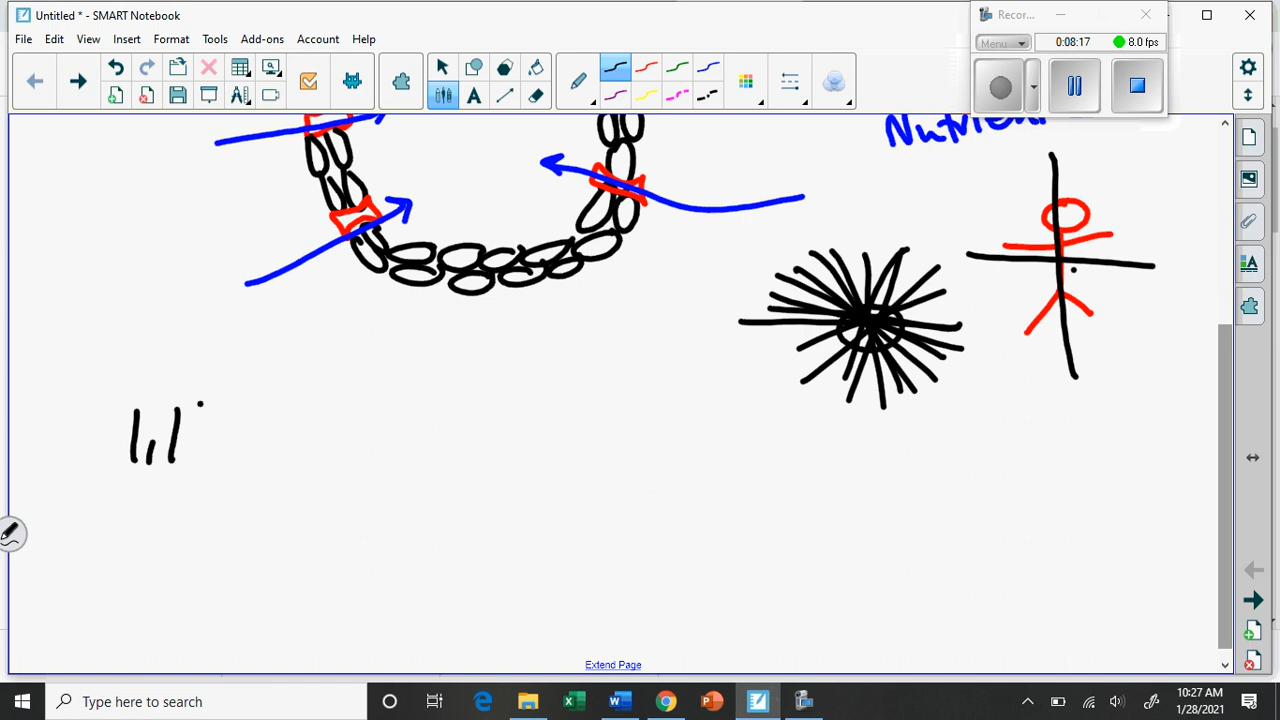 Untitled * - SMART Notebook
Recor...
File Edit View Insert Format Tools Add-ons Account Help
Menu 0:08:17 8.0 fps
Extend Page
Type here to search
10:27 AM
1/28/2021